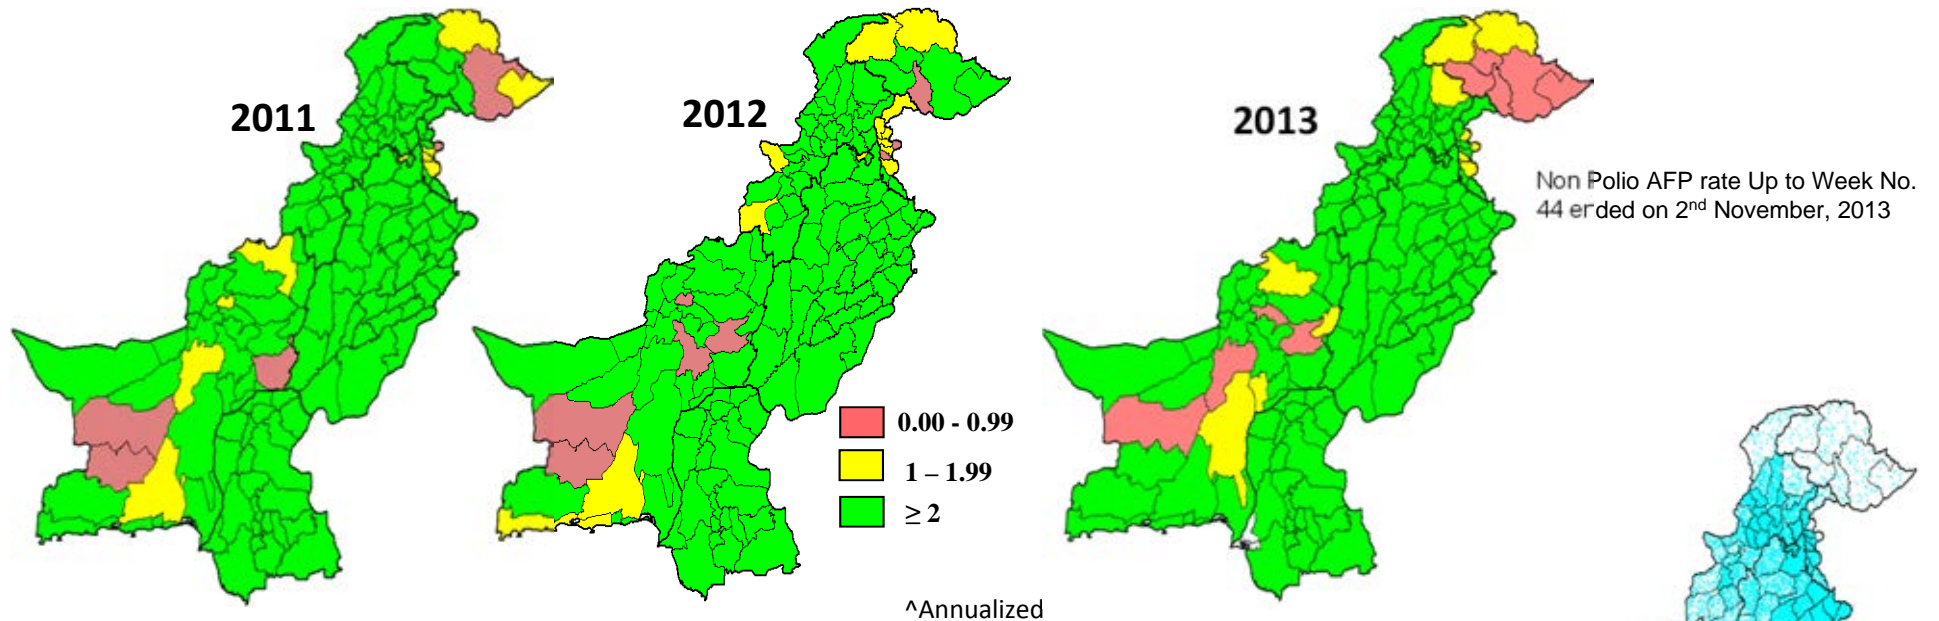 2011
2012
2013
Non Polio AFP rate Up to Week No.
44 ended on 2nd November, 2013
0.00 - 0.99
1 – 1.99
≥ 2
^Annualized